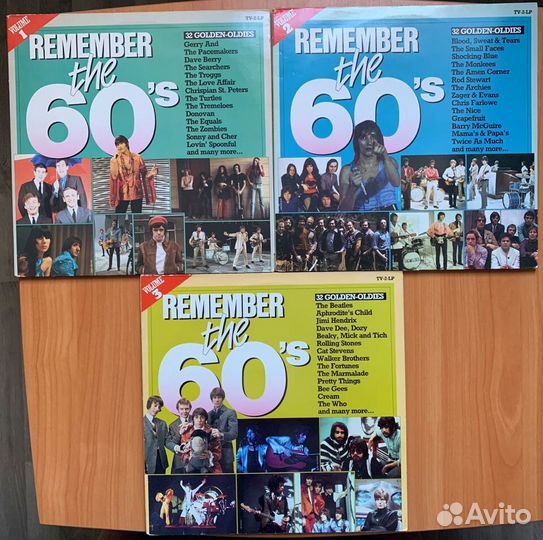 VOLUME 1
TV-2-LP
REMEMBER
the
60's
32 GOLDEN-OLDIES
Gerry And
The Pacemakers
Dave Berry
The Searchers
The Troggs
The Love Affair
Chrispian St. Peters
The Turtles
The Tremeloes
Donovan
The Equals
The Zombies
Sonny and Cher
Lovin' Spoonful
and many more...
VOLUME 2
TV-2-LP
REMEMBER
the
60's
32 GOLDEN-OLDIES
Blood, Sweat & Tears
The Small Faces
Shocking Blue
The Monkees
The Amen Corner
Rod Stewart
The Archies
Zager & Evans
Chris Farlowe
The Nice
Grapefruit
Barry McGuire
Mama's & Papa's
Twice As Much
and many more...
VOLUME 3
TV-2-LP
REMEMBER
the
60's
32 GOLDEN-OLDIES
The Beatles
Aphrodite's Child
Jimi Hendrix
Dave Dee, Dozy
Beaky, Mick and Tich
Rolling Stones
Cat Stevens
Walker Brothers
The Fortunes
The Marmalade
Pretty Things
Bee Gees
Cream
The Who
and many more...
Avito